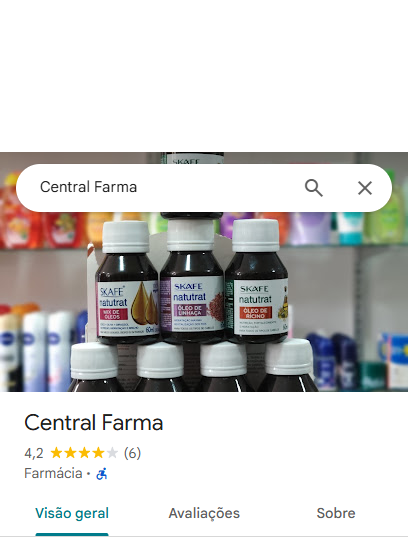 SKAFE
Central Farma
SKAFE
natutrat
MIX DE
ÓLEOS
60ml
SKAFE
natutrat
ÓLEO DE
LINHAÇA
SKAFE
natutrat
ÓLEO DE
RÍCINO
60ml
Central Farma
4,2 (6)
Farmácia ·
Visão geral Avaliações Sobre